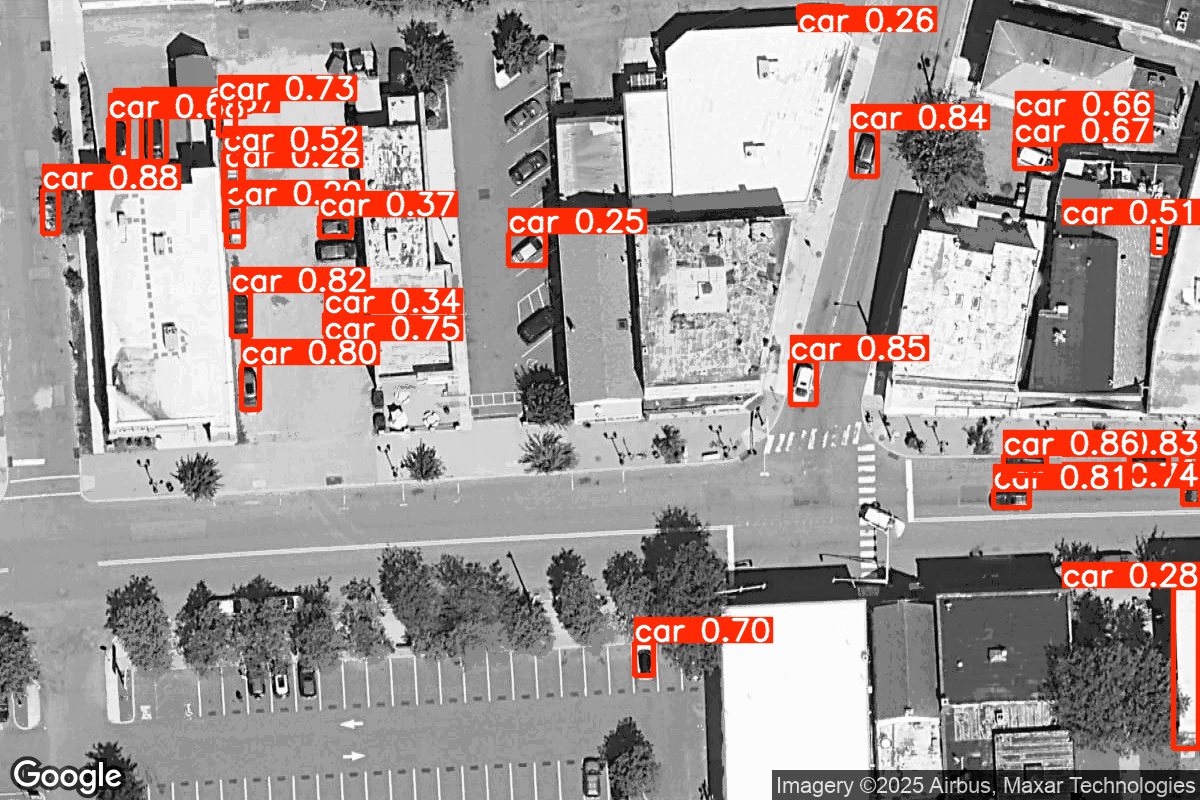 car 0.26
car 0.73
car 0.6
car 0.66
car 0.84
car 0.67
car 0.52
car 0.28
car 0.88
car 0.37
car 0.51
car 0.25
car 0.82
car 0.34
car 0.75
car 0.80
car 0.85
car 0.86
0.83
car 0.81
0.74
car 0.28
car 0.70
Google
Imagery ©2025 Airbus, Maxar Technologies